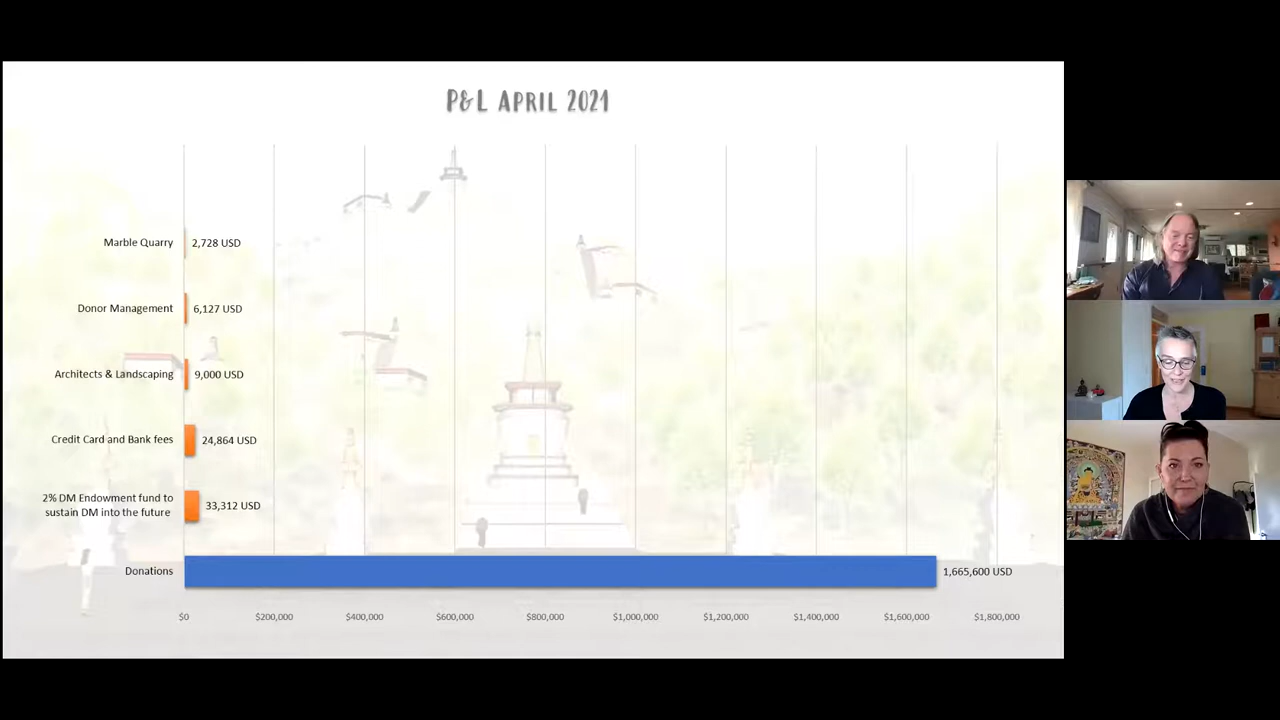 P&L APRIL 2021
Marble Quarry
2,728 USD
Donor Management
6,127 USD
Architects & Landscaping
9,000 USD
Credit Card and Bank fees
24,864 USD
2% DM Endowment fund to
sustain DM into the future
33,312 USD
Donations
1,665,600 USD
$0
$200,000
$400,000
$600,000
$800,000
$1,000,000
$1,200,000
$1,400,000
$1,600,000
$1,800,000